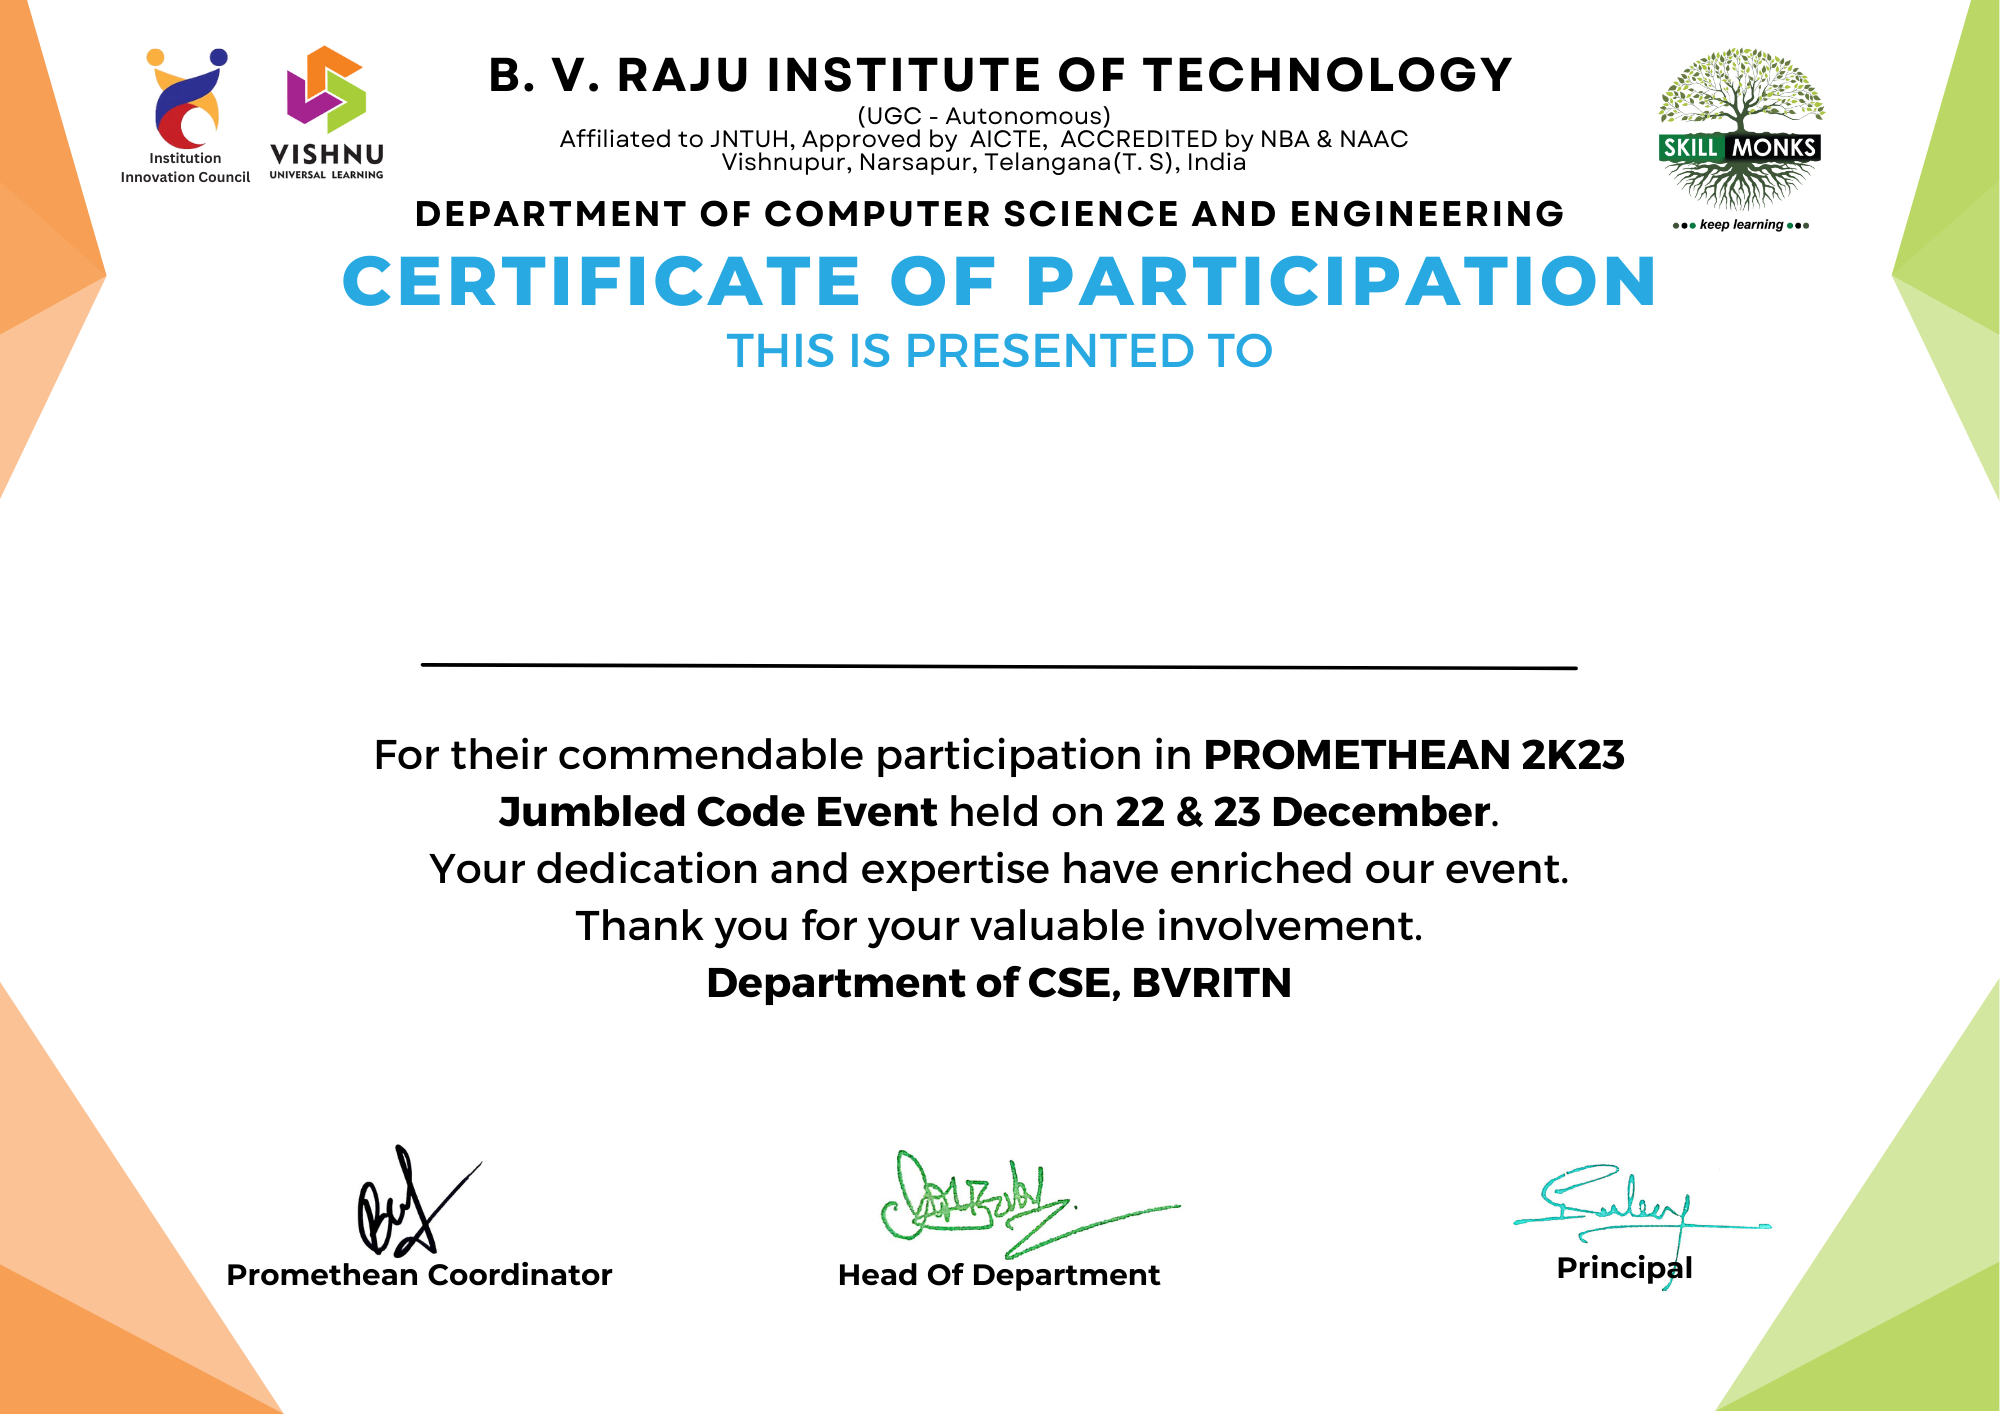 Institution
Innovation Council
VISHNU
UNIVERSAL LEARNING
B. V. RAJU INSTITUTE OF TECHNOLOGY
(UGC - Autonomous)
Affiliated to JNTUH, Approved by AICTE, ACCREDITED by NBA & NAAC
Vishnupur, Narsapur, Telangana(T. S), India
SKILL MONKS
keep learning
DEPARTMENT OF COMPUTER SCIENCE AND ENGINEERING
CERTIFICATE OF PARTICIPATION
THIS IS PRESENTED TO
For their commendable participation in PROMETHEAN 2K23
Jumbled Code Event held on 22 & 23 December.
Your dedication and expertise have enriched our event.
Thank you for your valuable involvement.
Department of CSE, BVRITN
Promethean Coordinator
Head Of Department
Principal